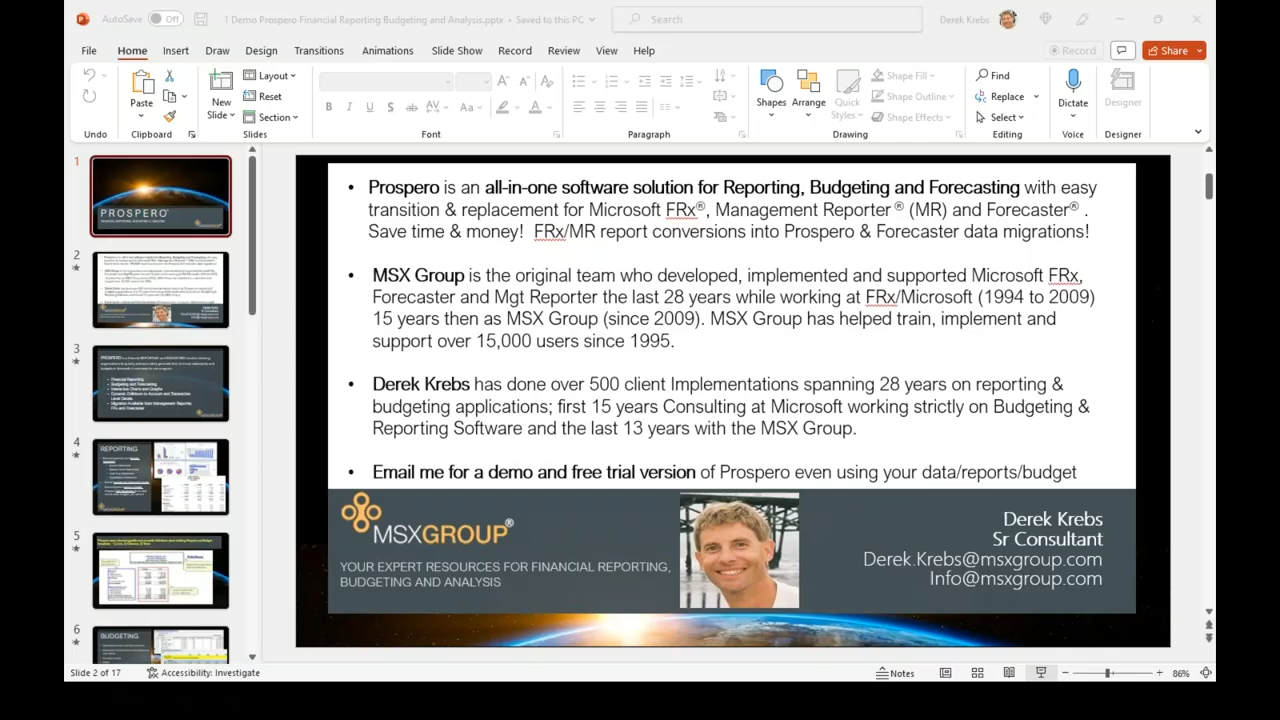 AutoSave Off 1 Demo Prospero Financial Reporting Budgeting and Analysis.pptx • Saved to this PC Search Derek Krebs
File Home Insert Draw Design Transitions Animations Slide Show Record Review View Help Record Share
Paste New Slide Layout Reset Section Shapes Arrange Quick Styles Shape Fill Shape Outline Shape Effects Find Replace Select Dictate Designer
Undo Clipboard Slides Font Paragraph Drawing Editing Voice Designer
1
PROSPERO
2
3
4
REPORTING
5
6
BUDGETING
• Prospero is an all-in-one software solution for Reporting, Budgeting and Forecasting with easy
transition & replacement for Microsoft FRx®, Management Reporter ® (MR) and Forecaster® .
Save time & money! FRx/MR report conversions into Prospero & Forecaster data migrations!
• MSX Group is the original team who developed, implemented and supported Microsoft FRx,
Forecaster and Mgt Reporter the last 28 years while working at FRx/Microsoft (1994 to 2009)
15 years then as MSX Group (since 2009). MSX Group has helped train, implement and
support over 15,000 users since 1995.
• Derek Krebs has done over 500 client Implementations spanning 28 years on reporting &
budgeting applications. First 15 years Consulting at Microsoft working strictly on Budgeting &
Reporting Software and the last 13 years with the MSX Group.
• Email me for a demo and free trial version of Prospero even using your data/reports/budget
MSXGROUP®
YOUR EXPERT RESOURCES FOR FINANCIAL REPORTING,
BUDGETING AND ANALYSIS
Derek Krebs
Sr Consultant
Derek.Krebs@msxgroup.com
Info@msxgroup.com
Slide 2 of 17 Accessibility: Investigate Notes 86%